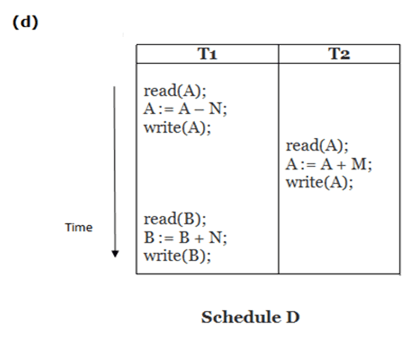 (d)
T1 T2
read(A);
A:= A – N;
write(A);
read(A);
A:= A + M;
write(A);
read(B);
B:= B + N;
write(B);
Time
Schedule D